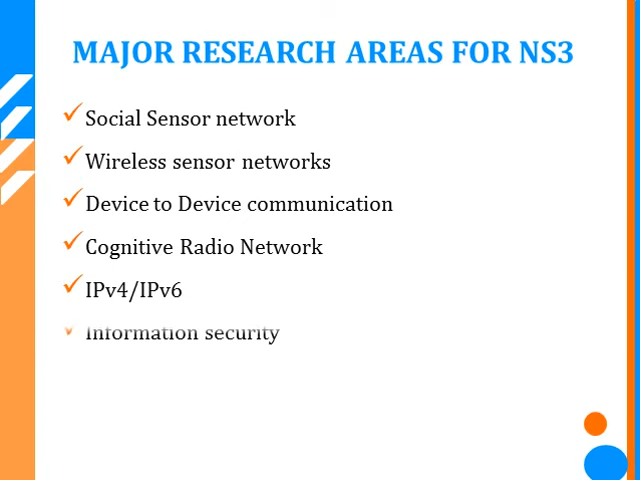 MAJOR RESEARCH AREAS FOR NS3
Social Sensor network
Wireless sensor networks
Device to Device communication
Cognitive Radio Network
IPv4/IPv6
Information security